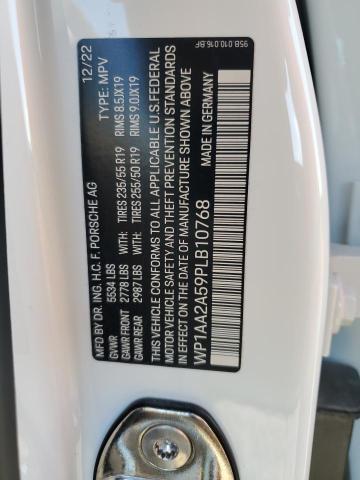 95B.010.016.BF
MFD BY DR. ING. H.C. F. PORSCHE AG 12/22
GVWR 5534 LBS TYPE: MPV
GAWR FRONT 2778 LBS WITH: TIRES 235/55 R19 RIMS 8.5JX19
GAWR REAR 2987 LBS WITH: TIRES 255/50 R19 RIMS 9.0JX19
THIS VEHICLE CONFORMS TO ALL APPLICABLE U.S. FEDERAL
MOTOR VEHICLE SAFETY AND THEFT PREVENTION STANDARDS
IN EFFECT ON THE DATE OF MANUFACTURE SHOWN ABOVE
WP1AA2A59PLB10768 MADE IN GERMANY